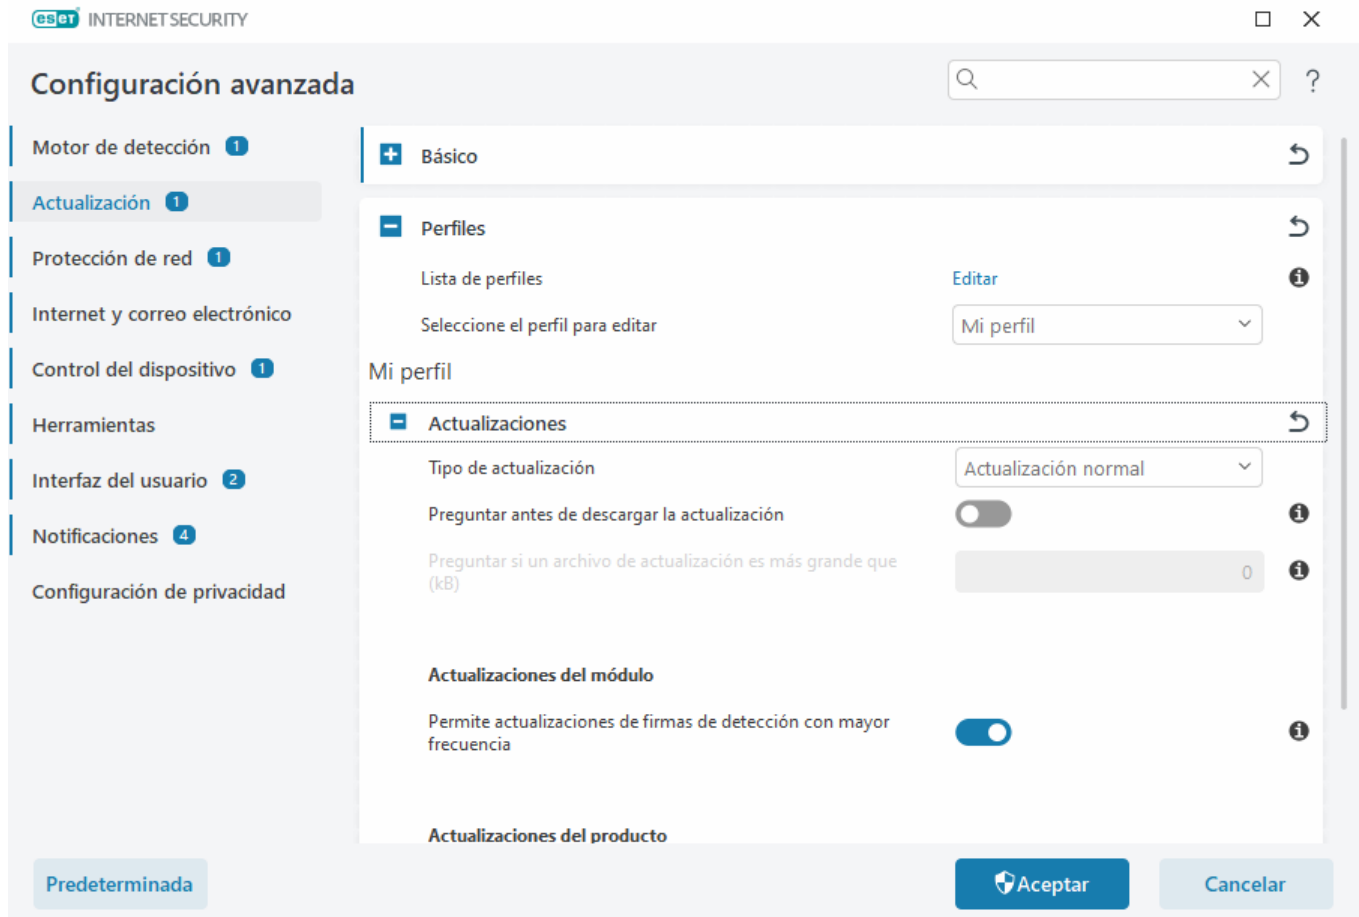 eset INTERNET SECURITY
Configuración avanzada
?
Motor de detección 1
Actualización 1
Protección de red 1
Internet y correo electrónico
Control del dispositivo 1
Herramientas
Interfaz del usuario 2
Notificaciones 4
Configuración de privacidad
Básico
Perfiles
Lista de perfiles Editar
Seleccione el perfil para editar Mi perfil
Mi perfil
Actualizaciones
Tipo de actualización Actualización normal
Preguntar antes de descargar la actualización
Preguntar si un archivo de actualización es más grande que
(kB) 0
Actualizaciones del módulo
Permite actualizaciones de firmas de detección con mayor
frecuencia
Actualizaciones del producto
Predeterminada Aceptar Cancelar